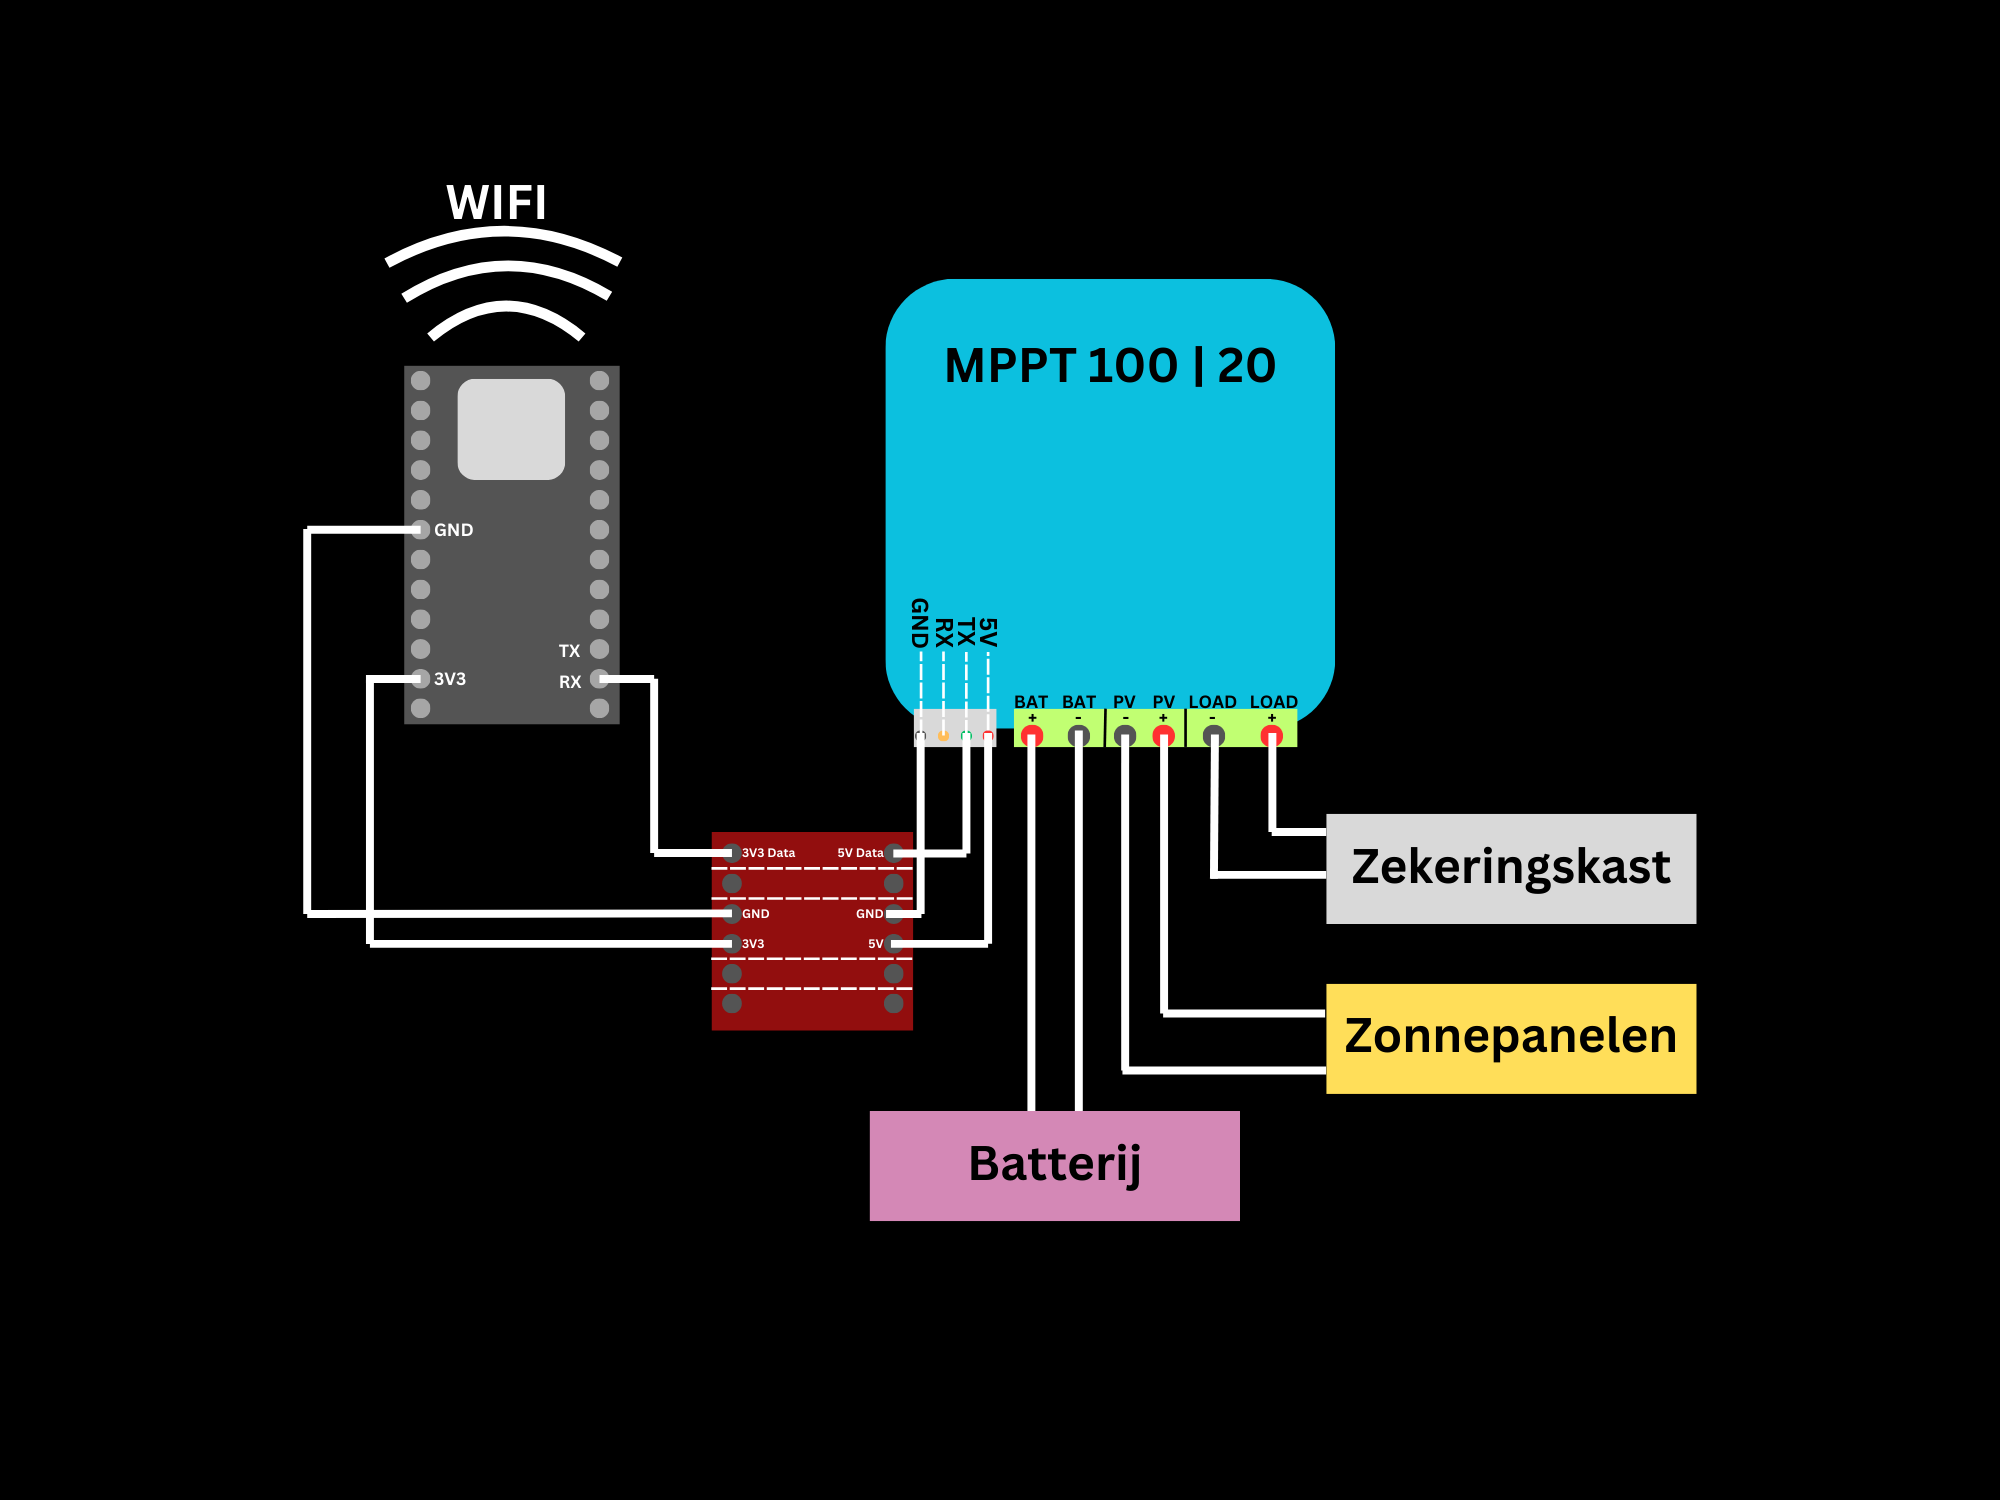 WIFI
MPPT 100 | 20
GND
TX
3V3
RX
GND
RX
TX
5V
BAT
+
BAT
-
PV
-
PV
+
LOAD
-
LOAD
+
3V3 Data
5V Data
GND
GND
3V3
5V
Zekeringskast
Zonnepanelen
Batterij